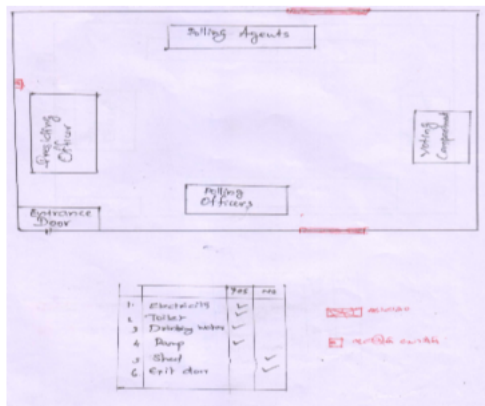 Polling Agents
Presiding
Officer
Voting
Compartment
Polling
Officers
Entrance
Door
Yes No
1. Electricity
2 Toilet
3 Drinking Water
4 Ramp
5 Shed
6 Exit door